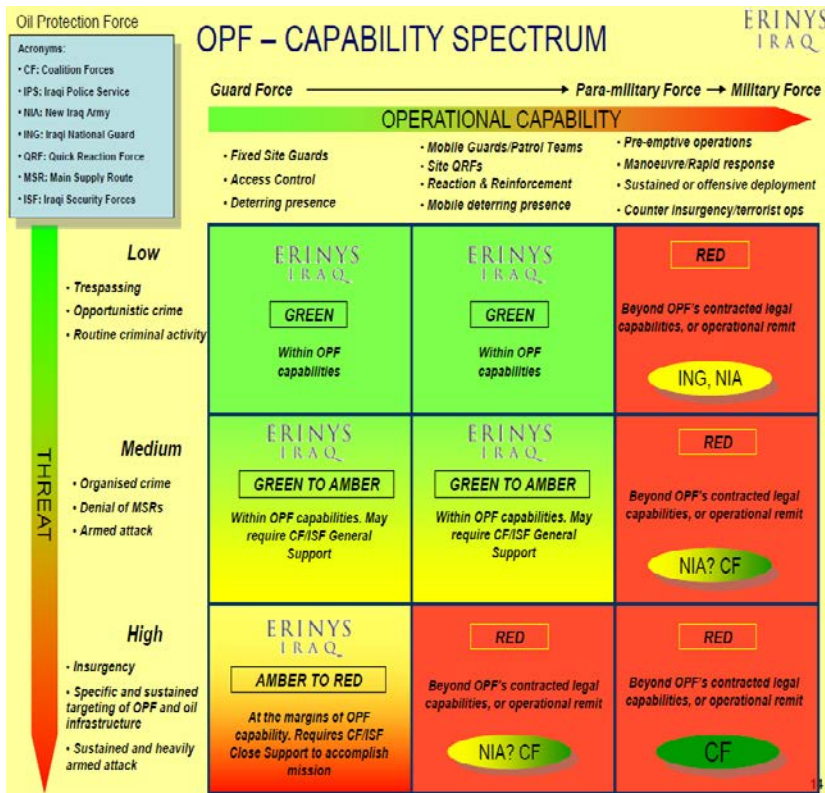 Oil Protection Force
Acronyms:
• CF: Coalition Forces
• IPS: Iraqi Police Service
• NIA: New Iraq Army
• ING: Iraqi National Guard
• QRF: Quick Reaction Force
• MSR: Main Supply Route
• ISF: Iraqi Security Forces
OPF – CAPABILITY SPECTRUM
ERINYS
IRAQ
Guard Force
Para-military Force
Military Force
OPERATIONAL CAPABILITY
• Fixed Site Guards
• Access Control
• Deterring presence
• Mobile Guards/Patrol Teams
• Site QRFs
• Reaction & Reinforcement
• Mobile deterring presence
• Pre-emptive operations
• Manoeuvre/Rapid response
• Sustained or offensive deployment
• Counter insurgency/terrorist ops
THREAT
Low
• Trespassing
• Opportunistic crime
• Routine criminal activity
ERINYS
IRAQ
GREEN
Within OPF
capabilities
ERINYS
IRAQ
GREEN
Within OPF
capabilities
RED
Beyond OPF's contracted legal
capabilities, or operational remit
ING, NIA
Medium
• Organised crime
• Denial of MSRs
• Armed attack
ERINYS
IRAQ
GREEN TO AMBER
Within OPF capabilities. May
require CF/ISF General
Support
ERINYS
IRAQ
GREEN TO AMBER
Within OPF capabilities. May
require CF/ISF General
Support
RED
Beyond OPF's contracted legal
capabilities, or operational remit
NIA? CF
High
• Insurgency
• Specific and sustained
targeting of OPF and oil
infrastructure
• Sustained and heavily
armed attack
ERINYS
IRAQ
AMBER TO RED
At the margins of OPF
capability. Requires CF/ISF
Close Support to accomplish
mission
RED
Beyond OPF's contracted legal
capabilities, or operational remit
NIA? CF
RED
Beyond OPF's contracted legal
capabilities, or operational remit
CF
14